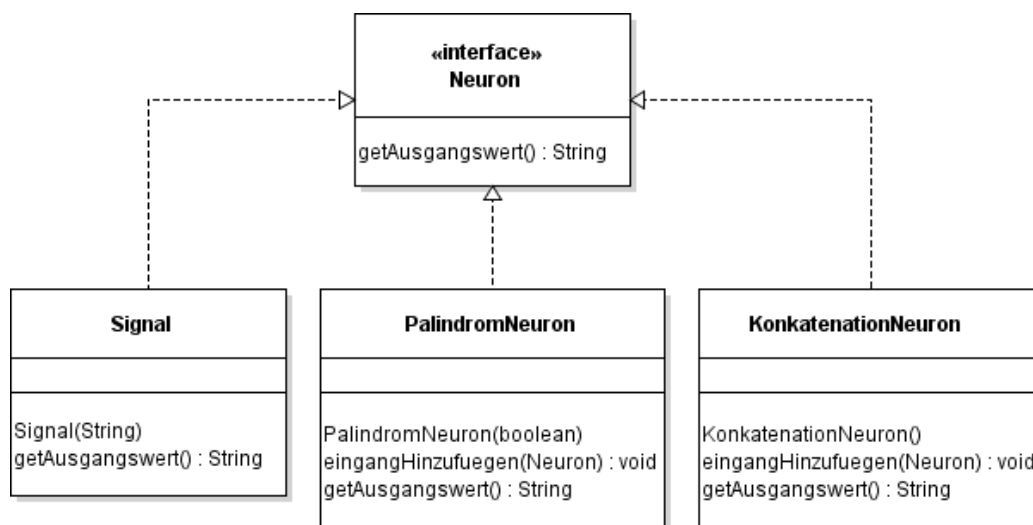 «interface»
Neuron
getAusgangswert() : String
Signal
Signal(String)
getAusgangswert() : String
PalindromNeuron
PalindromNeuron(boolean)
eingangHinzufuegen(Neuron) : void
getAusgangswert() : String
KonkatenationNeuron
KonkatenationNeuron()
eingangHinzufuegen(Neuron) : void
getAusgangswert() : String